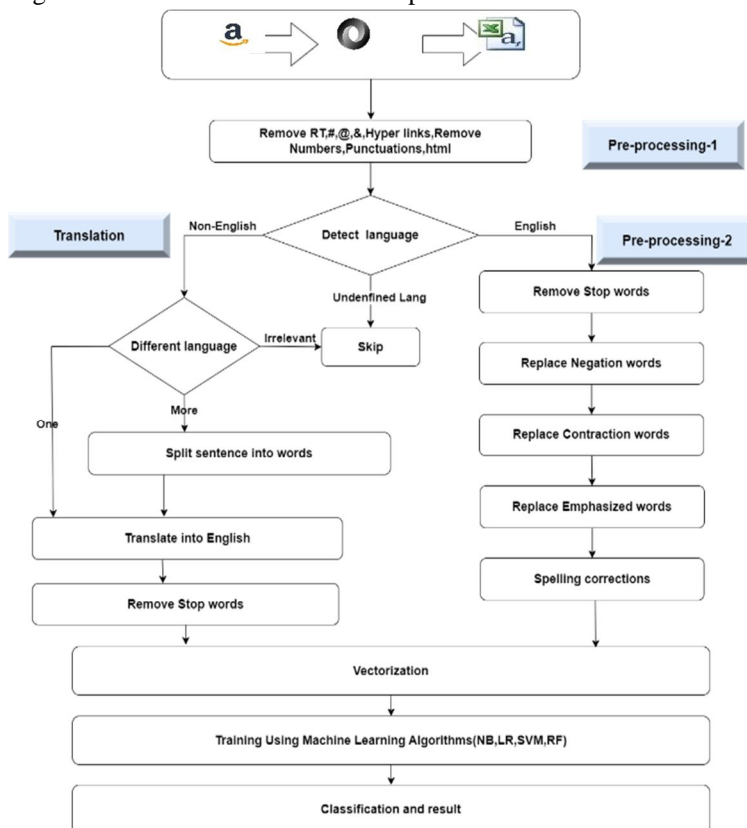 a
a,
Remove RT,#,@,&,Hyper links,Remove
Numbers,Punctuations,html
Pre-processing-1
Translation
Non-English
Detect language
English
Pre-processing-2
Undenfined Lang
Remove Stop words
Different language
Irrelevant
Skip
Replace Negation words
One
More
Split sentence into words
Replace Contraction words
Translate into English
Replace Emphasized words
Remove Stop words
Spelling corrections
Vectorization
Training Using Machine Learning Algorithms(NB,LR,SVM,RF)
Classification and result